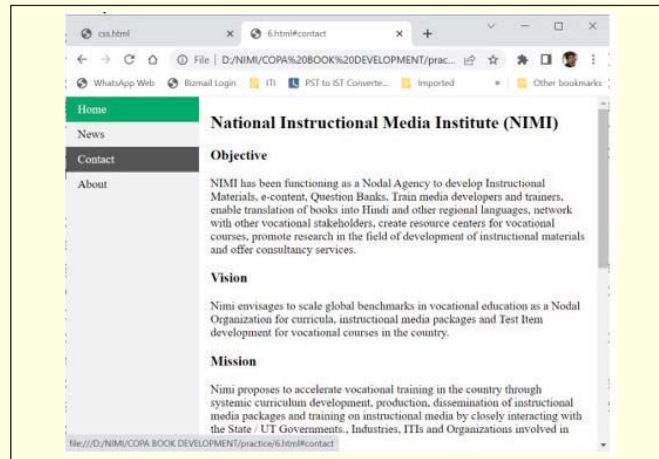 css.html
6.html#contact
File | D:/NIMI/COPA%20BOOK%20DEVELOPMENT/prac...
WhatsApp Web
Bizmail Login
ITI
PST to IST Converte...
Imported
Other bookmarks
Home
News
Contact
About
National Instructional Media Institute (NIMI)
Objective
NIMI has been functioning as a Nodal Agency to develop Instructional
Materials, e-content, Question Banks, Train media developers and trainers,
enable translation of books into Hindi and other regional languages, network
with other vocational stakeholders, create resource centers for vocational
courses, promote research in the field of development of instructional materials
and offer consultancy services.
Vision
Nimi envisages to scale global benchmarks in vocational education as a Nodal
Organization for curricula, instructional media packages and Test Item
development for vocational courses in the country.
Mission
Nimi proposes to accelerate vocational training in the country through
systemic curriculum development, production, dissemination of instructional
media packages and training on instructional media by closely interacting with
the State / UT Governments., Industries, ITIs and Organizations involved in
file:///D:/NIMI/COPA BOOK DEVELOPMENT/practice/6.html#contact